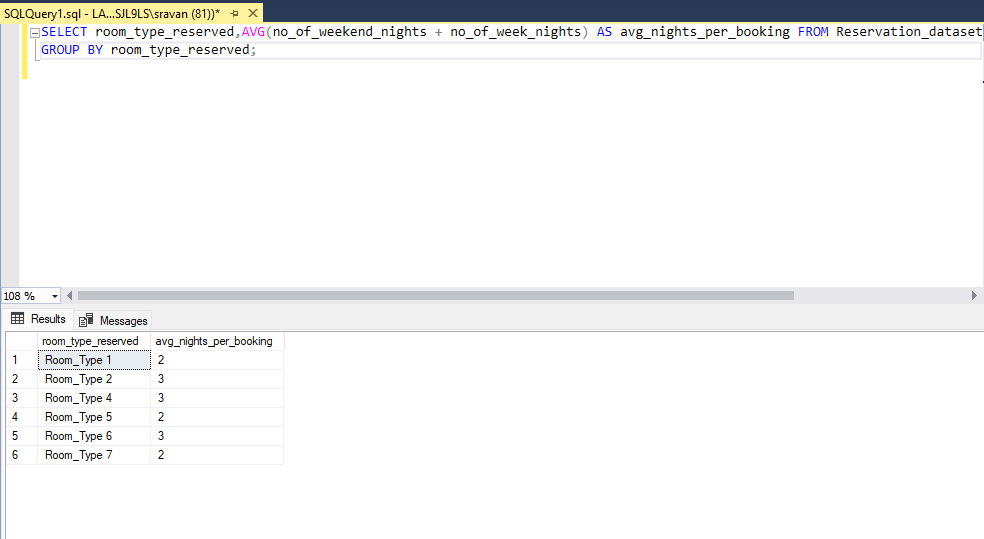 SQLQuery1.sql - LA...SJL9LS\sravan (81))*
SELECT room_type_reserved,AVG(no_of_weekend_nights + no_of_week_nights) AS avg_nights_per_booking FROM Reservation_dataset
GROUP BY room_type_reserved;
108 %
Results Messages
room_type_reserved avg_nights_per_booking
1 Room_Type 1 2
2 Room_Type 2 3
3 Room_Type 4 3
4 Room_Type 5 2
5 Room_Type 6 3
6 Room_Type 7 2